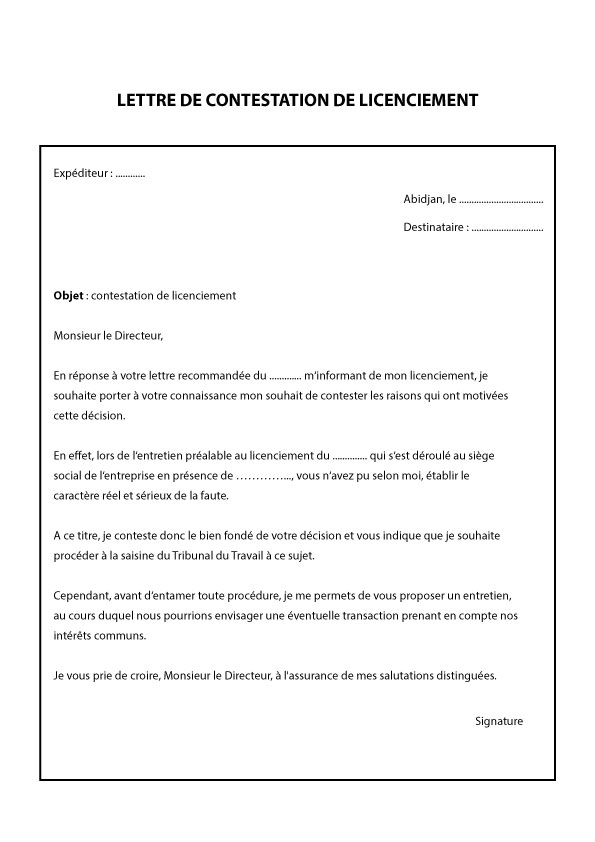 LETTRE DE CONTESTATION DE LICENCIEMENT
Expéditeur : ............
Abidjan, le ..................................
Destinataire : .............................
Objet : contestation de licenciement
Monsieur le Directeur,
En réponse à votre lettre recommandée du ............. m'informant de mon licenciement, je
souhaite porter à votre connaissance mon souhait de contester les raisons qui ont motivées
cette décision.
En effet, lors de l'entretien préalable au licenciement du .............. qui s'est déroulé au siège
social de l'entreprise en présence de …………...., vous n'avez pu selon moi, établir le
caractère réel et sérieux de la faute.
A ce titre, je conteste donc le bien fondé de votre décision et vous indique que je souhaite
procéder à la saisine du Tribunal du Travail à ce sujet.
Cependant, avant d'entamer toute procédure, je me permets de vous proposer un entretien,
au cours duquel nous pourrions envisager une éventuelle transaction prenant en compte nos
intérêts communs.
Je vous prie de croire, Monsieur le Directeur, à l'assurance de mes salutations distinguées.
Signature